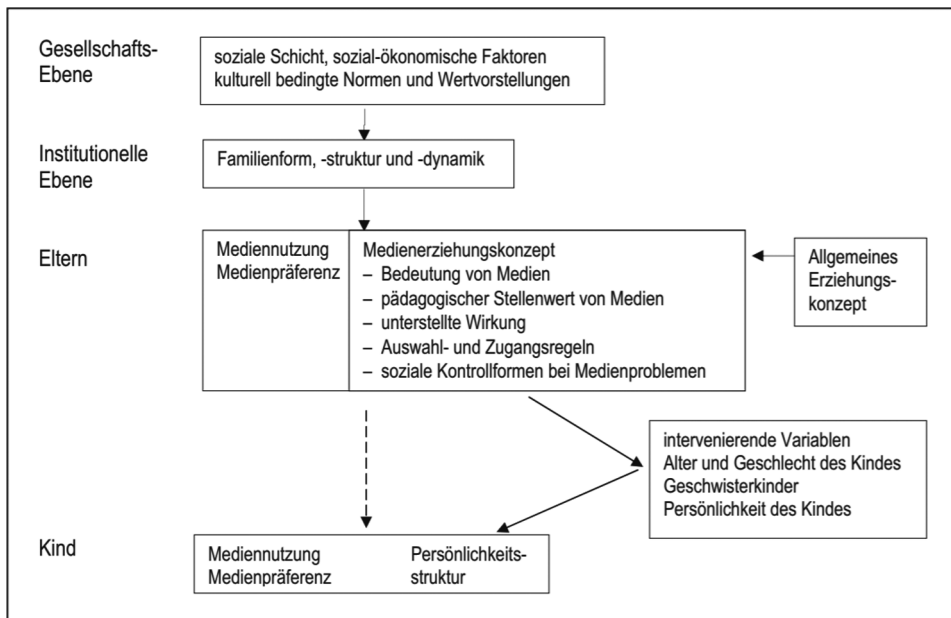 Gesellschafts-
Ebene
soziale Schicht, sozial-ökonomische Faktoren
kulturell bedingte Normen und Wertvorstellungen
Institutionelle
Ebene
Familienform, -struktur und -dynamik
Eltern
Mediennutzung
Medienpräferenz
Medienerziehungskonzept
– Bedeutung von Medien
– pädagogischer Stellenwert von Medien
– unterstellte Wirkung
– Auswahl- und Zugangsregeln
– soziale Kontrollformen bei Medienproblemen
Allgemeines
Erziehungs-
konzept
intervenierende Variablen
Alter und Geschlecht des Kindes
Geschwisterkinder
Persönlichkeit des Kindes
Kind
Mediennutzung
Medienpräferenz
Persönlichkeits-
struktur